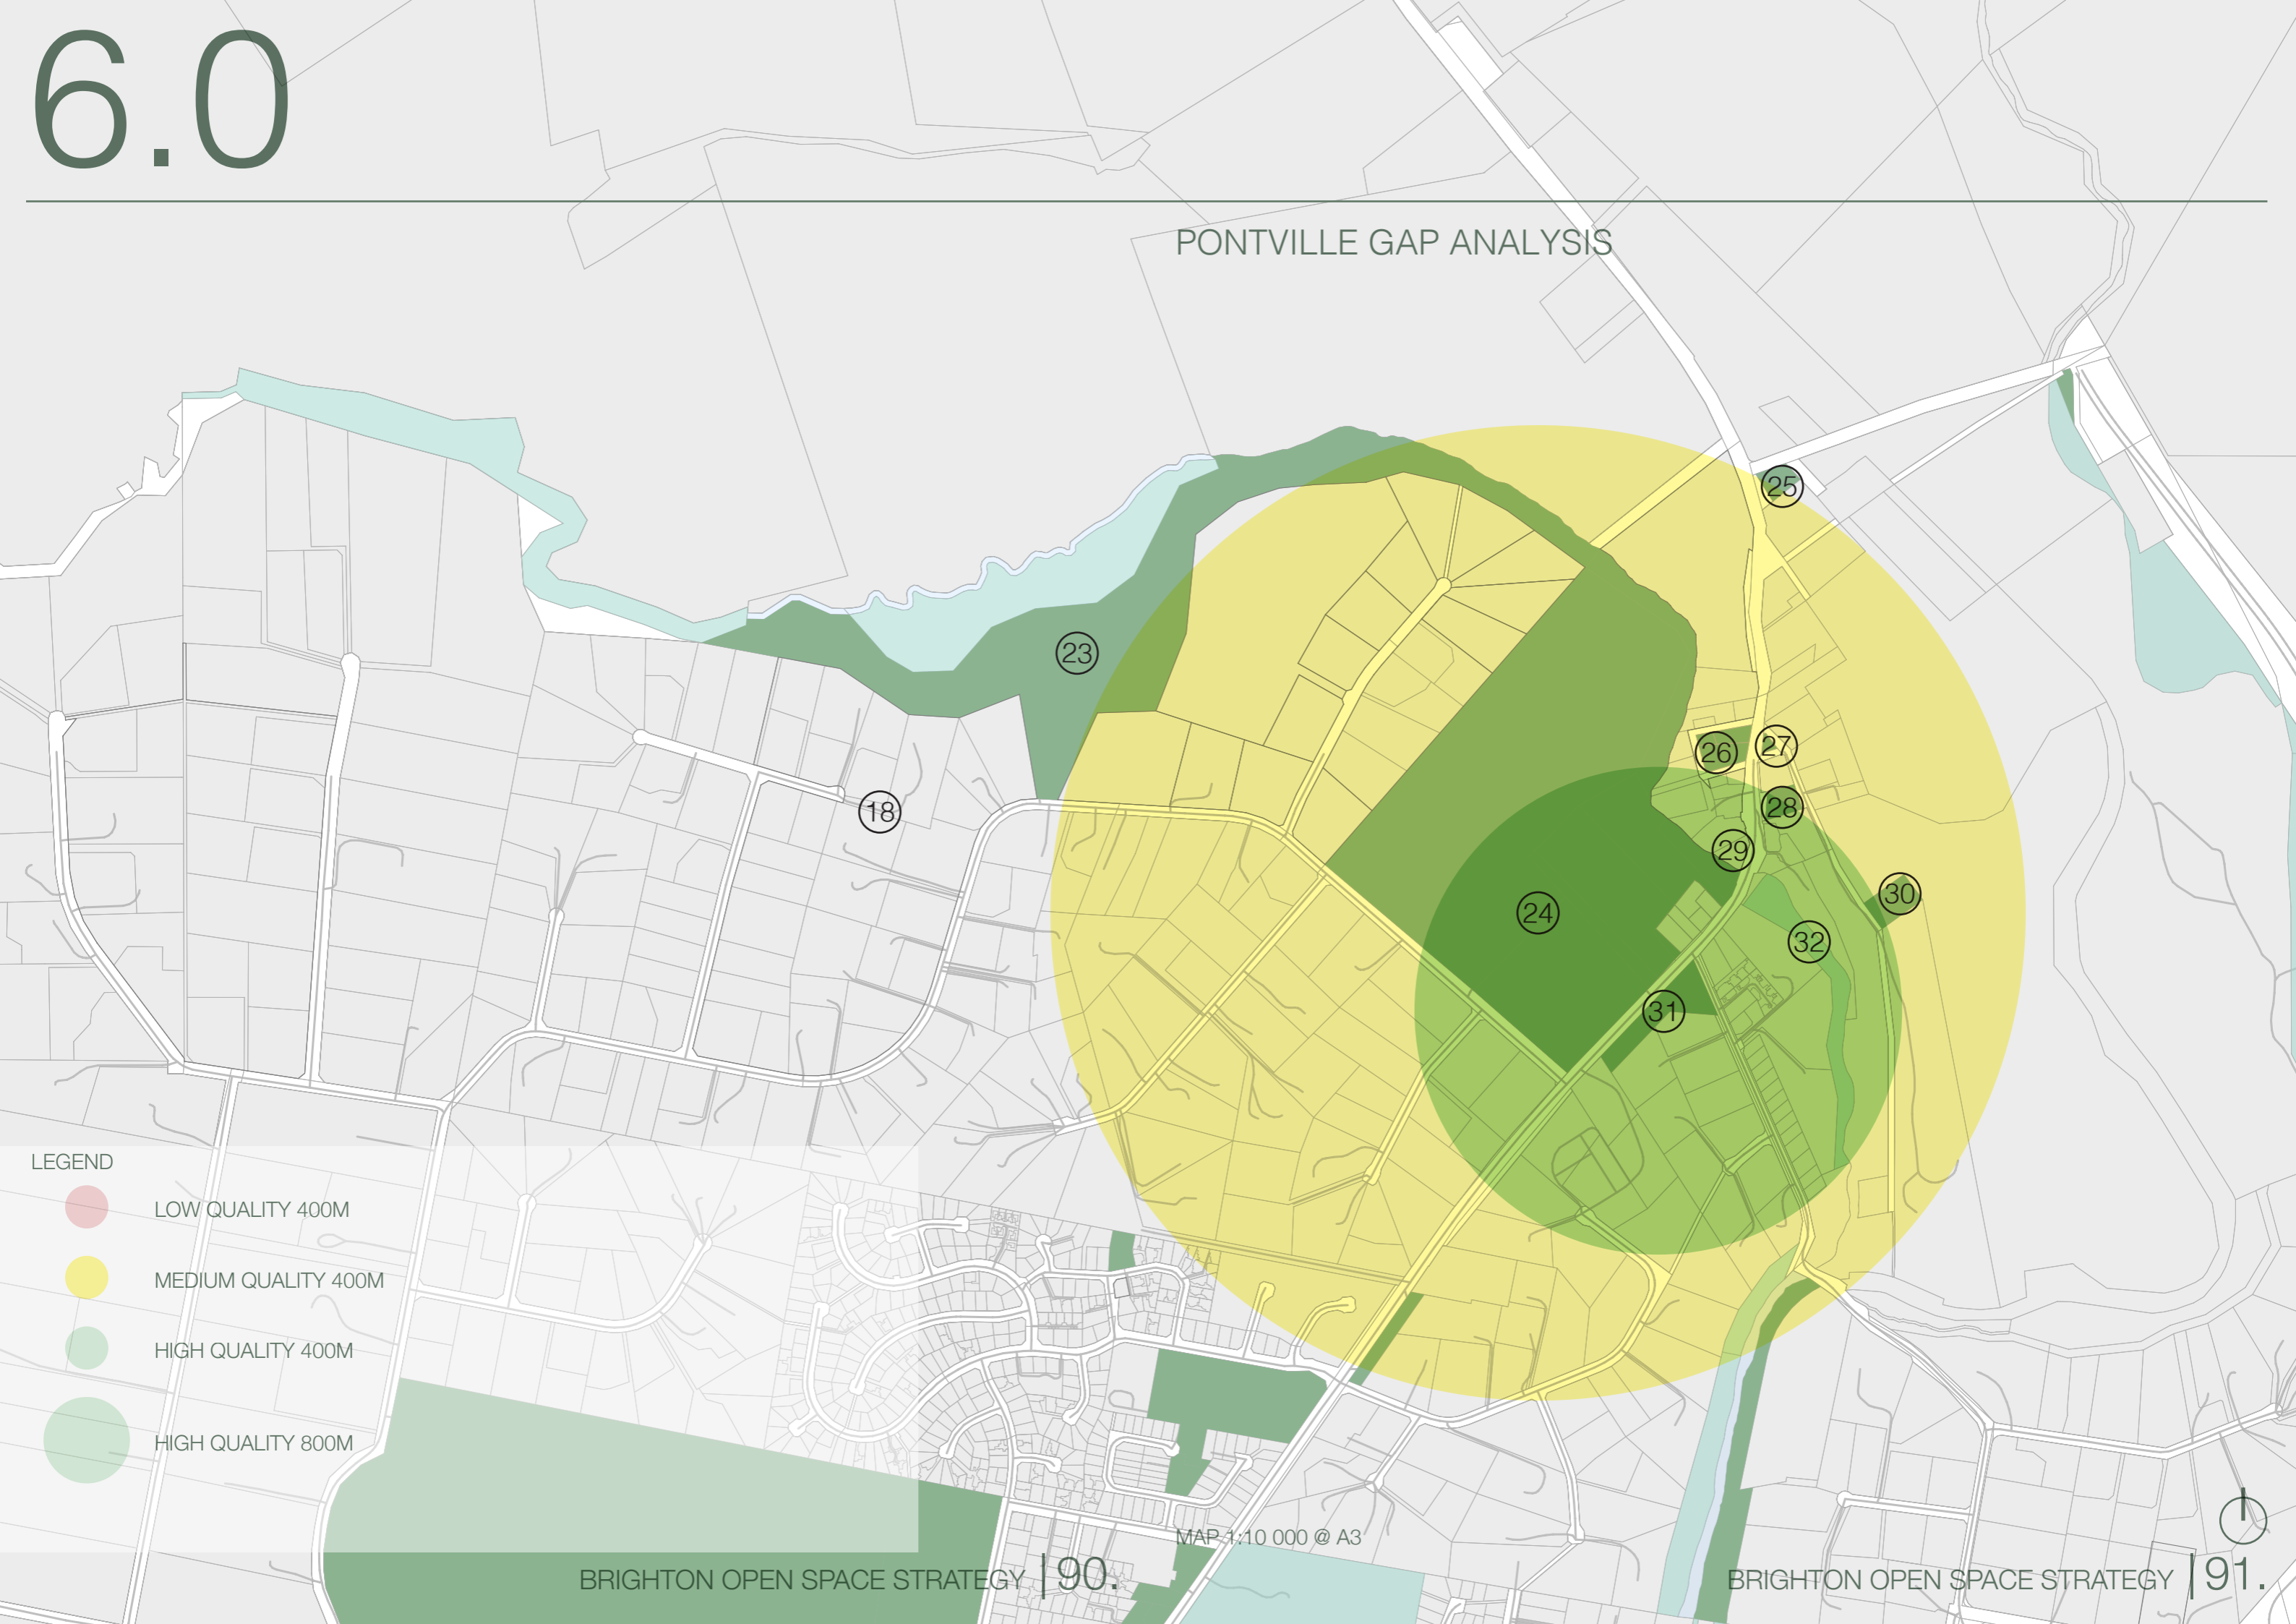 6.0
PONTVILLE GAP ANALYSIS
25
23
26
27
28
18
29
30
24
32
31
LEGEND
LOW QUALITY 400M
MEDIUM QUALITY 400M
HIGH QUALITY 400M
HIGH QUALITY 800M
MAP 1:10 000 @ A3
BRIGHTON OPEN SPACE STRATEGY |90.
BRIGHTON OPEN SPACE STRATEGY |91.